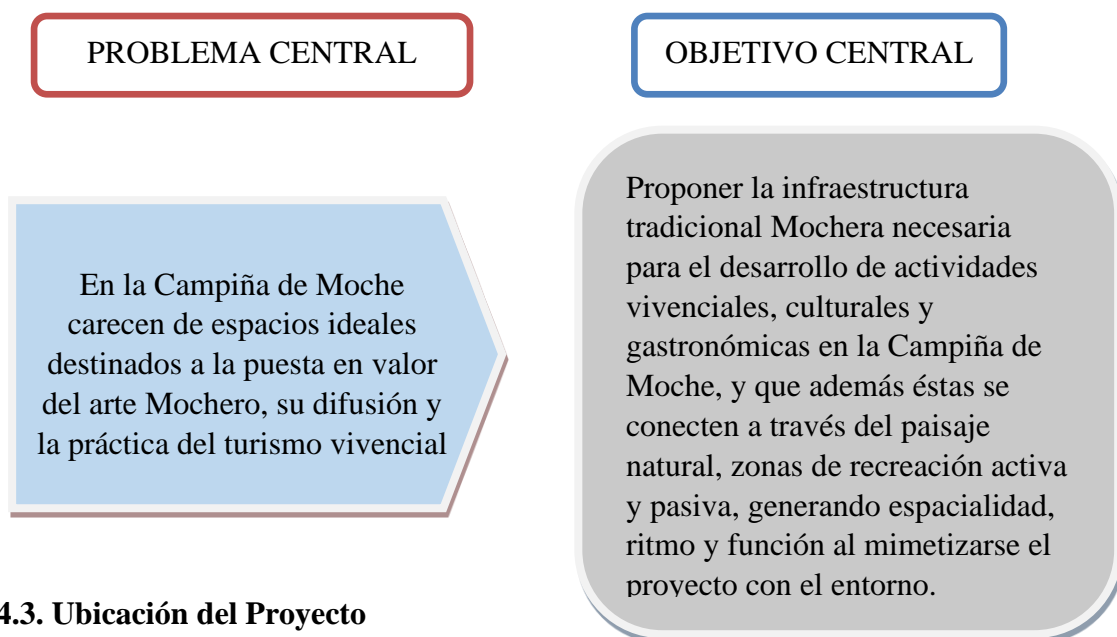 PROBLEMA CENTRAL
OBJETIVO CENTRAL
En la Campiña de Moche
carecen de espacios ideales
destinados a la puesta en valor
del arte Mochero, su difusión y
la práctica del turismo vivencial
Proponer la infraestructura
tradicional Mochera necesaria
para el desarrollo de actividades
vivenciales, culturales y
gastronómicas en la Campiña de
Moche, y que además éstas se
conecten a través del paisaje
natural, zonas de recreación activa
y pasiva, generando espacialidad,
ritmo y función al mimetizarse el
proyecto con el entorno.
4.3. Ubicación del Proyecto